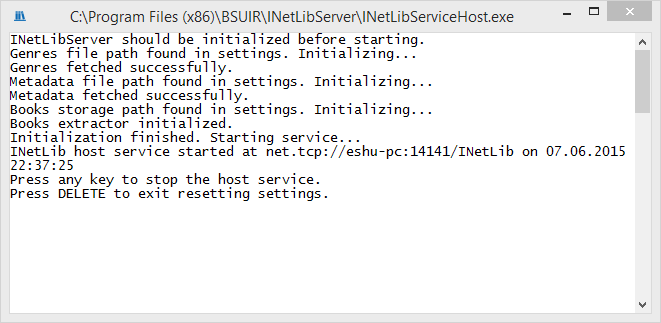 C:\Program Files (x86)\BSUIR\INetLibServer\INetLibServiceHost.exe
INetLibServer should be initialized before starting.
Genres file path found in settings. Initializing...
Genres fetched successfully.
Metadata file path found in settings. Initializing...
Metadata fetched successfully.
Books storage path found in settings. Initializing...
Books extractor initialized.
Initialization finished. Starting service...
INetLib host service started at net.tcp://eshu-pc:14141/INetLib on 07.06.2015
22:37:25
Press any key to stop the host service.
Press DELETE to exit resetting settings.